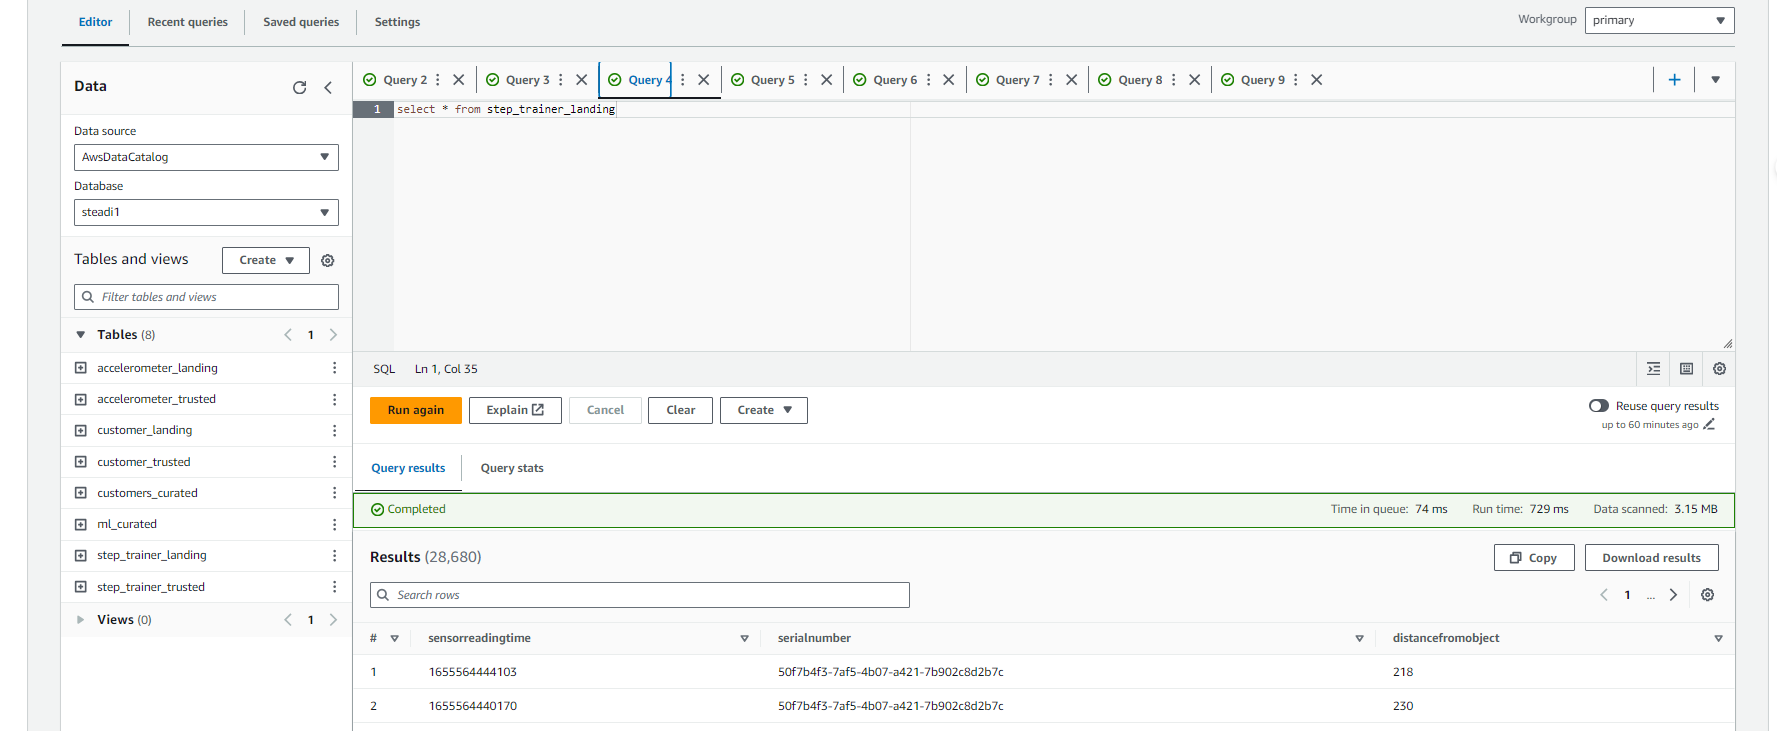 Editor
Recent queries
Saved queries
Settings
Workgroup
primary
Data
Data source
AwsDataCatalog
Database
steadi1
Tables and views
Create
Filter tables and views
Tables (8)
1
accelerometer_landing
accelerometer_trusted
customer_landing
customer_trusted
customers_curated
ml_curated
step_trainer_landing
step_trainer_trusted
Views (0)
1
Query 2
Query 3
Query 4
Query 5
Query 6
Query 7
Query 8
Query 9
1 select * from step_trainer_landing
SQL Ln 1, Col 35
Run again
Explain
Cancel
Clear
Create
Reuse query results
up to 60 minutes ago
Query results
Query stats
Completed
Time in queue: 74 ms Run time: 729 ms Data scanned: 3.15 MB
Results (28,680)
Copy
Download results
Search rows
1 ...
# sensorreadingtime serialnumber distancefromobject
1 1655564444103 50f7b4f3-7af5-4b07-a421-7b902c8d2b7c 218
2 1655564440170 50f7b4f3-7af5-4b07-a421-7b902c8d2b7c 230